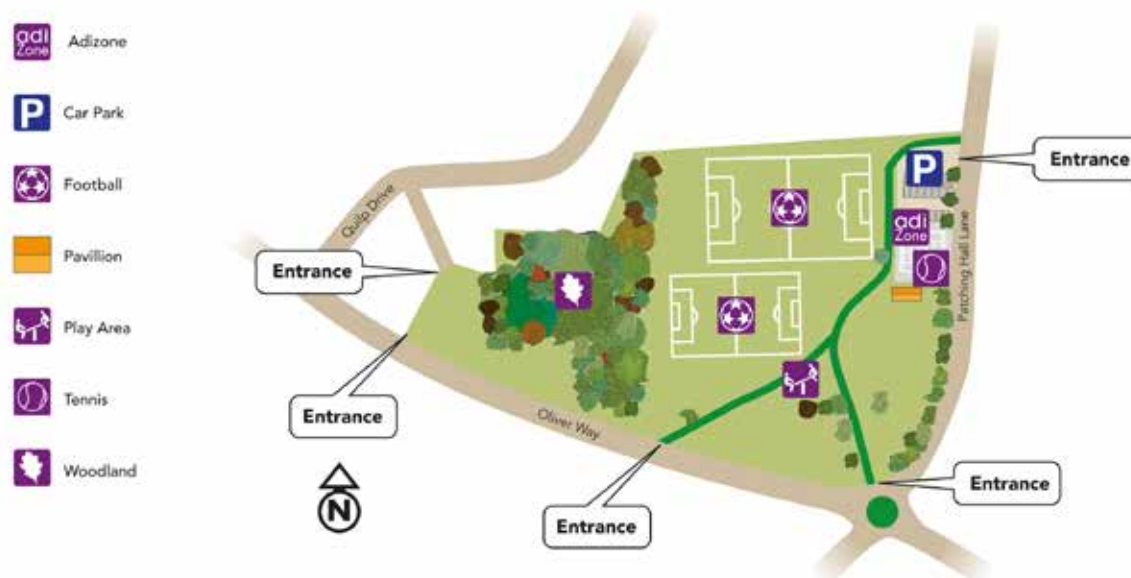 adi
Zone
Adizone
P
Car Park
Football
Pavillion
Play Area
Tennis
Woodland
Quilp Drive
Entrance
Entrance
Oliver Way
N
Entrance
Entrance
P
adi
Zone
Patching Hall Lane
Entrance